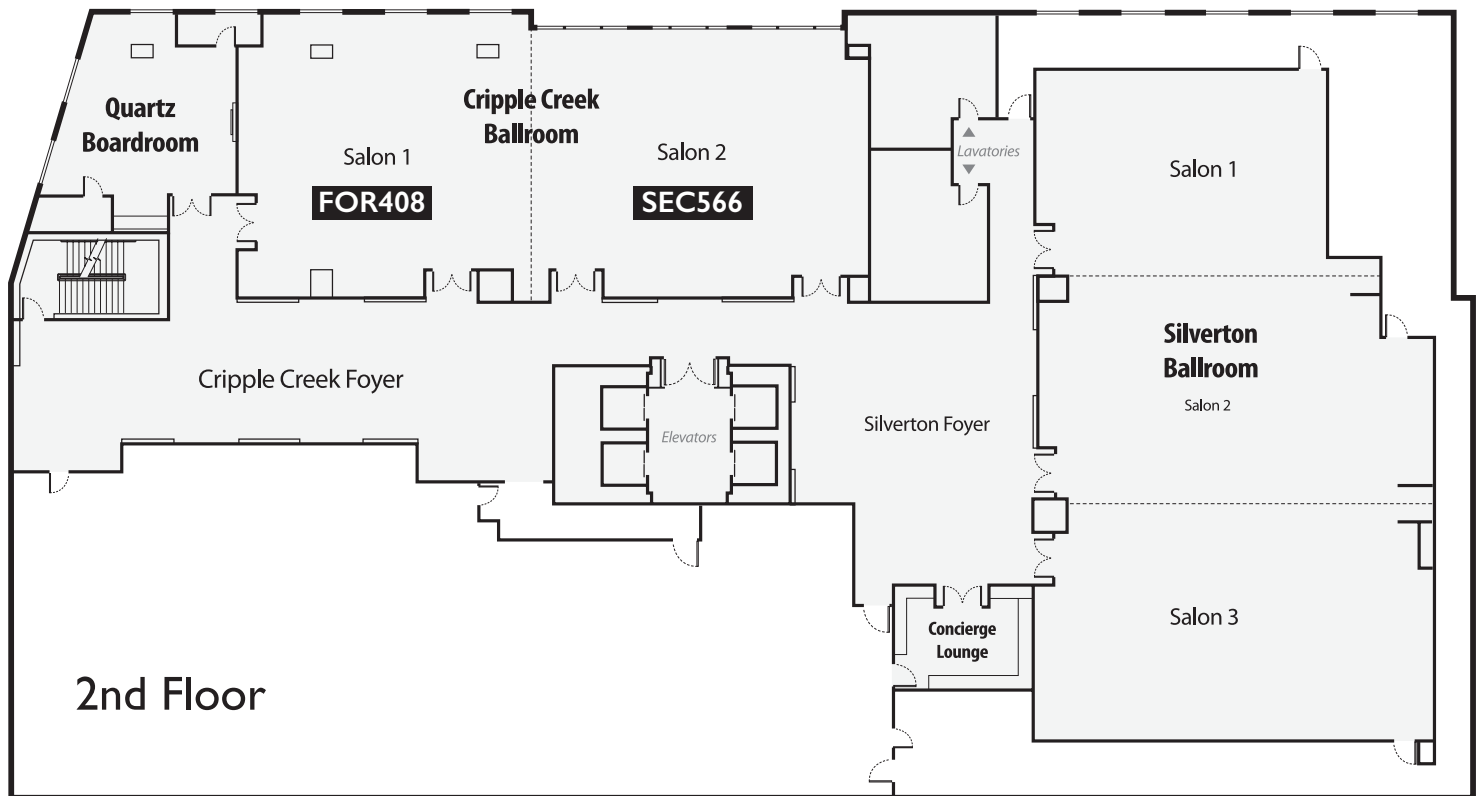 Quartz
Boardroom
Cripple Creek
Ballroom
Salon 1
FOR408
Salon 2
SEC566
Lavatories
Salon 1
Silverton
Ballroom
Salon 2
Cripple Creek Foyer
Elevators
Silverton Foyer
Concierge
Lounge
Salon 3
2nd Floor